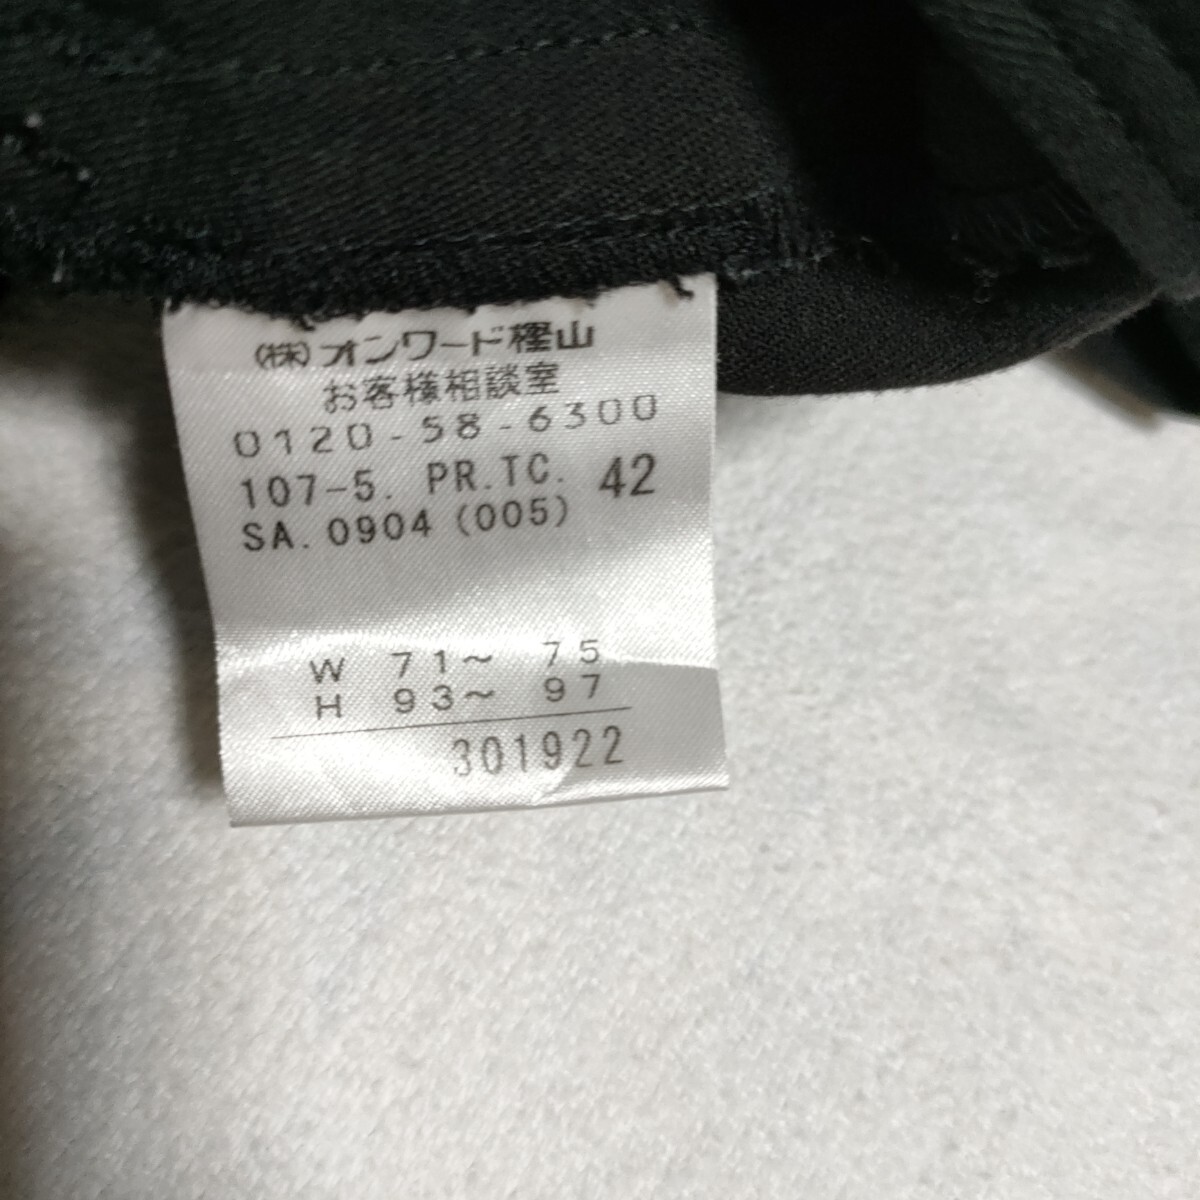 (株)オンワード樫山
お客様相談室
0120-58-6300
107-5. PR.TC. 42
SA.0904(005)
W 71~ 75
H 93~ 97
301922